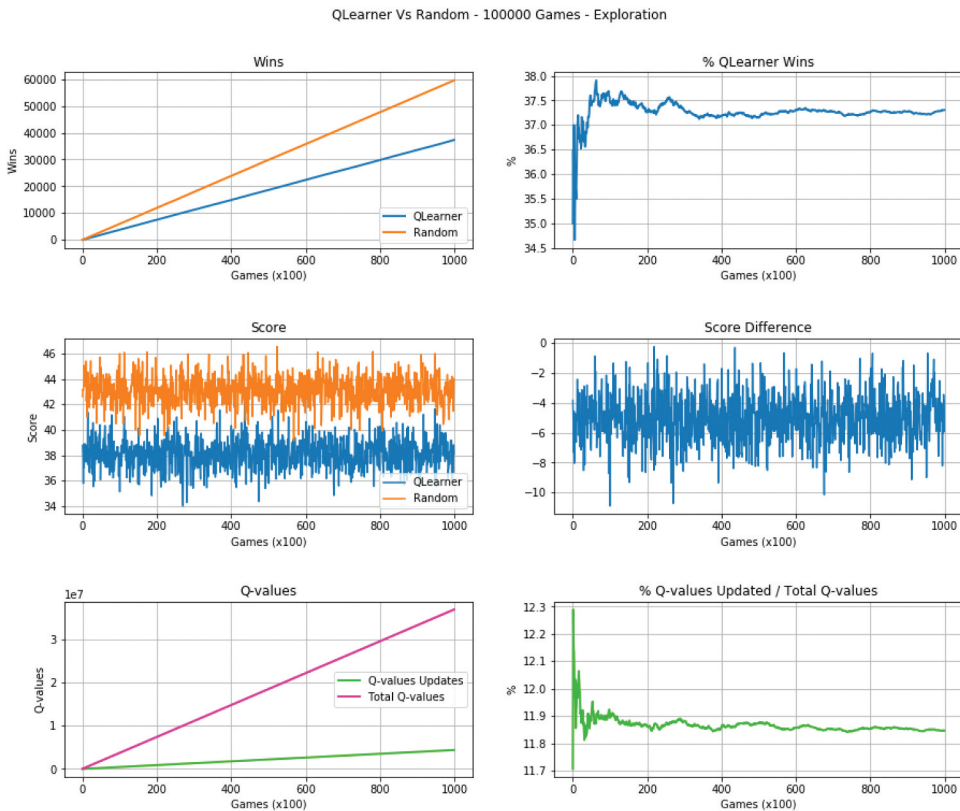 QLearner Vs Random - 100000 Games - Exploration
Wins
60000
50000
40000
30000
20000
10000
0
Wins
QLearner
Random
0 200 400 600 800 1000
Games (x100)
% QLearner Wins
38.0
37.5
37.0
36.5
36.0
35.5
35.0
34.5
%
0 200 400 600 800 1000
Games (x100)
Score
46
44
42
40
38
36
34
Score
QLearner
Random
0 200 400 600 800 1000
Games (x100)
Score Difference
0
−2
−4
−6
−8
−10
0 200 400 600 800 1000
Games (x100)
Q-values
1e7
3
2
1
0
Q-values
Q-values Updates
Total Q-values
0 200 400 600 800 1000
Games (x100)
% Q-values Updated / Total Q-values
12.3
12.2
12.1
12.0
11.9
11.8
11.7
%
0 200 400 600 800 1000
Games (x100)